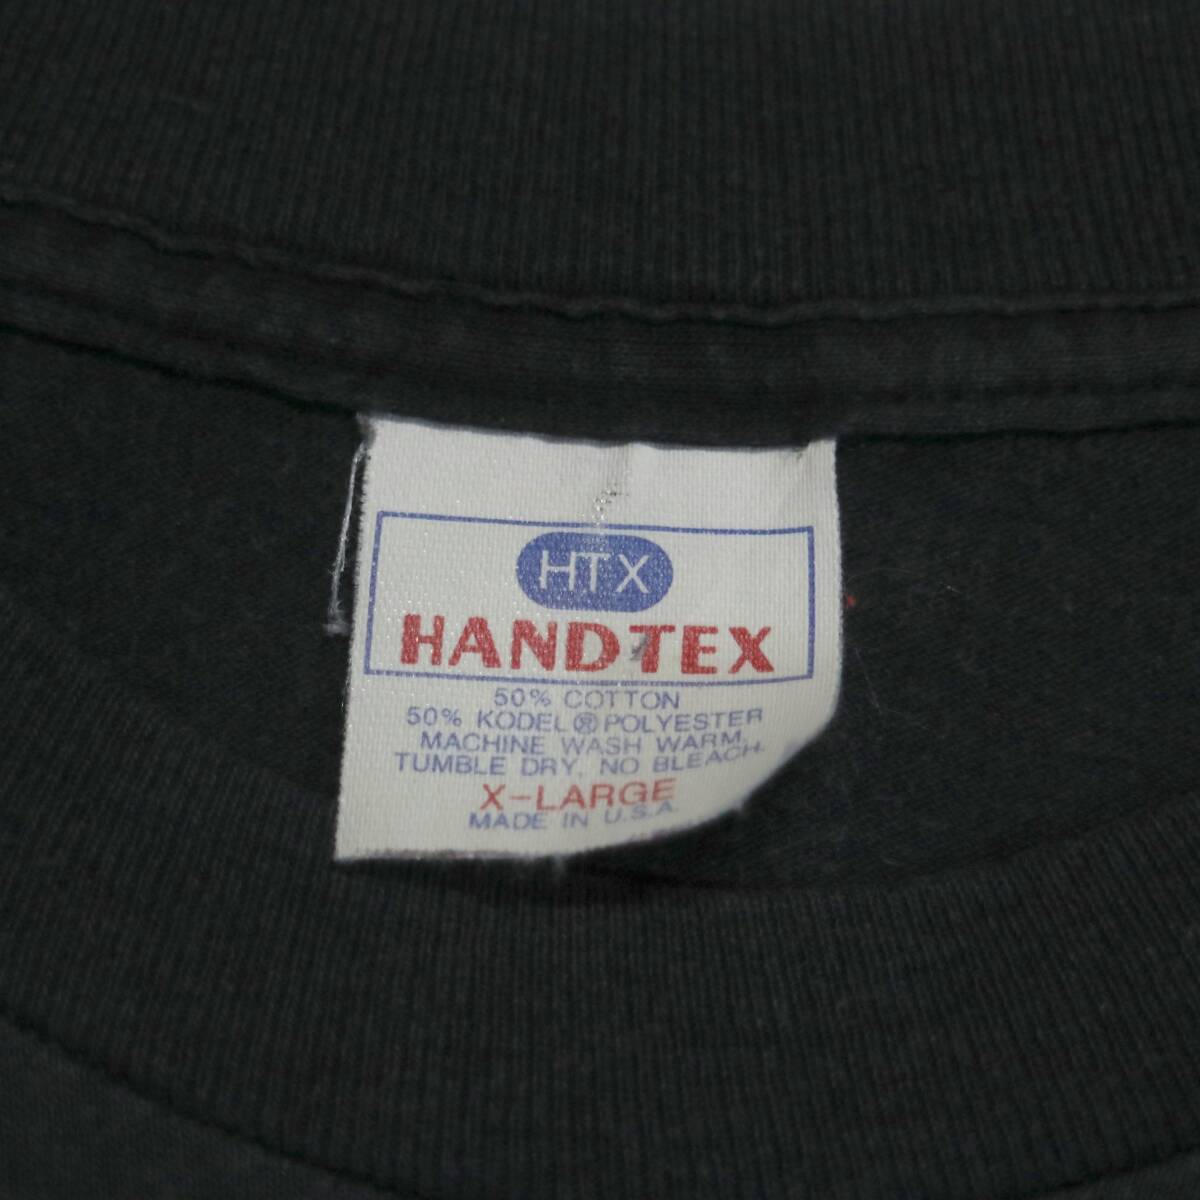 HTX
HANDTEX
50% COTTON
50% KODEL® POLYESTER
MACHINE WASH WARM,
TUMBLE DRY, NO BLEACH.
X-LARGE
MADE IN U.S.A.